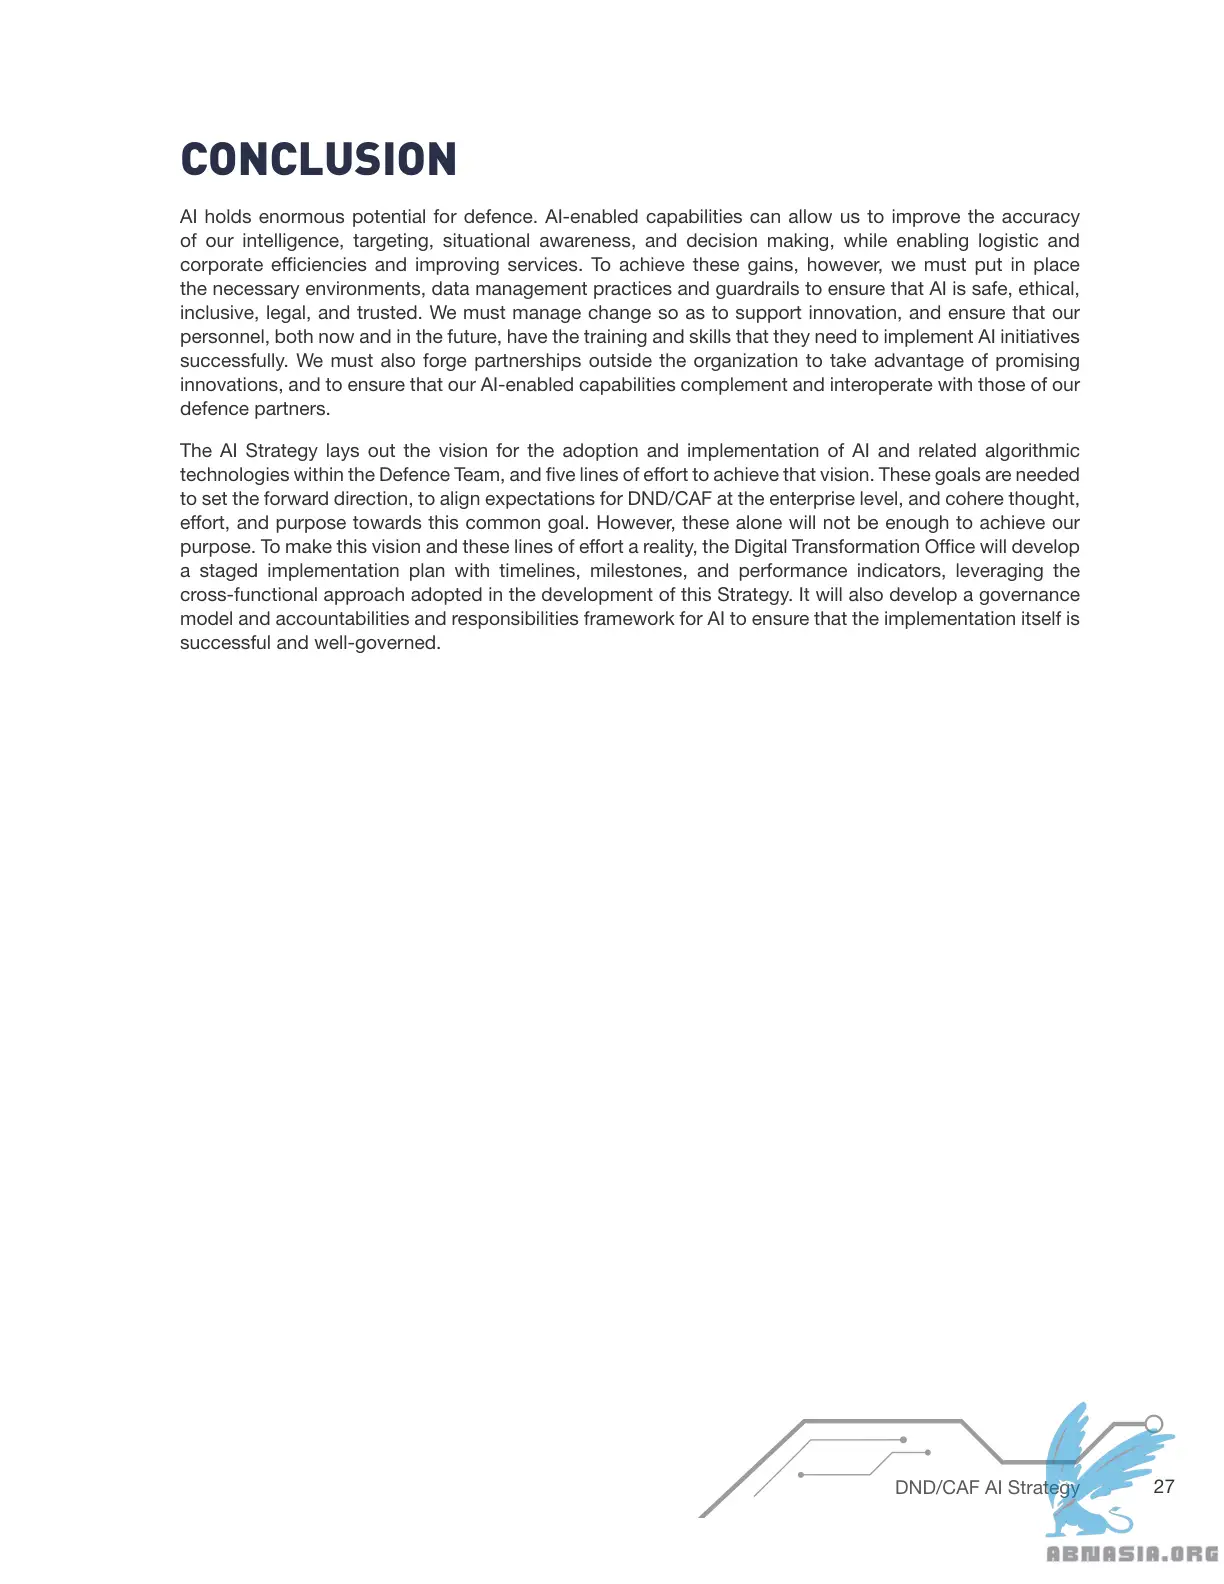 CONCLUSION
AI holds enormous potential for defence. AI-enabled capabilities can allow us to improve the accuracy
of our intelligence, targeting, situational awareness, and decision making, while enabling logistic and
corporate efficiencies and improving services. To achieve these gains, however, we must put in place
the necessary environments, data management practices and guardrails to ensure that AI is safe, ethical,
inclusive, legal, and trusted. We must manage change so as to support innovation, and ensure that our
personnel, both now and in the future, have the training and skills that they need to implement AI initiatives
successfully. We must also forge partnerships outside the organization to take advantage of promising
innovations, and to ensure that our AI-enabled capabilities complement and interoperate with those of our
defence partners.
The AI Strategy lays out the vision for the adoption and implementation of AI and related algorithmic
technologies within the Defence Team, and five lines of effort to achieve that vision. These goals are needed
to set the forward direction, to align expectations for DND/CAF at the enterprise level, and cohere thought,
effort, and purpose towards this common goal. However, these alone will not be enough to achieve our
purpose. To make this vision and these lines of effort a reality, the Digital Transformation Office will develop
a staged implementation plan with timelines, milestones, and performance indicators, leveraging the
cross-functional approach adopted in the development of this Strategy. It will also develop a governance
model and accountabilities and responsibilities framework for AI to ensure that the implementation itself is
successful and well-governed.
DND/CAF AI Strategy 27
ABNASIA.ORG